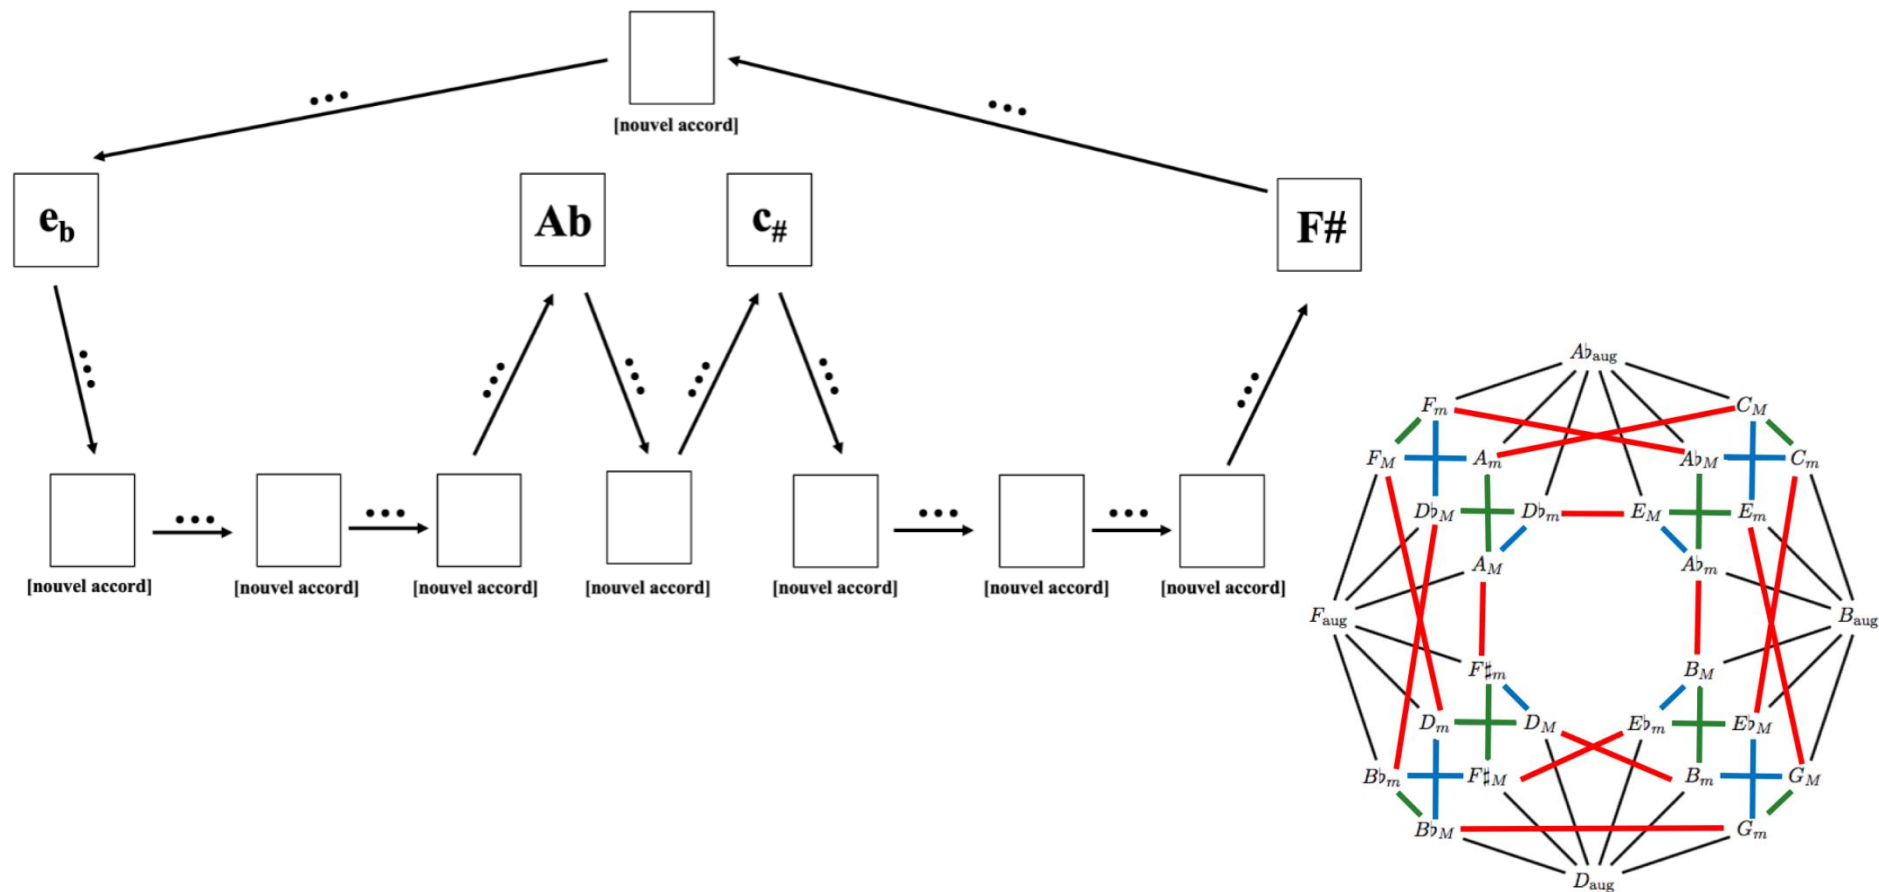 [nouvel accord]
e♭ Ab c# F#
[nouvel accord] [nouvel accord] [nouvel accord] [nouvel accord] [nouvel accord] [nouvel accord] [nouvel accord]
A♭aug
Fm CM
FM Am A♭M Cm
D♭M D♭m EM Em
AM A♭m
Faug Baug
F♯m BM
Dm DM E♭m E♭M
B♭m F♯M Bm GM
B♭M Gm
Daug